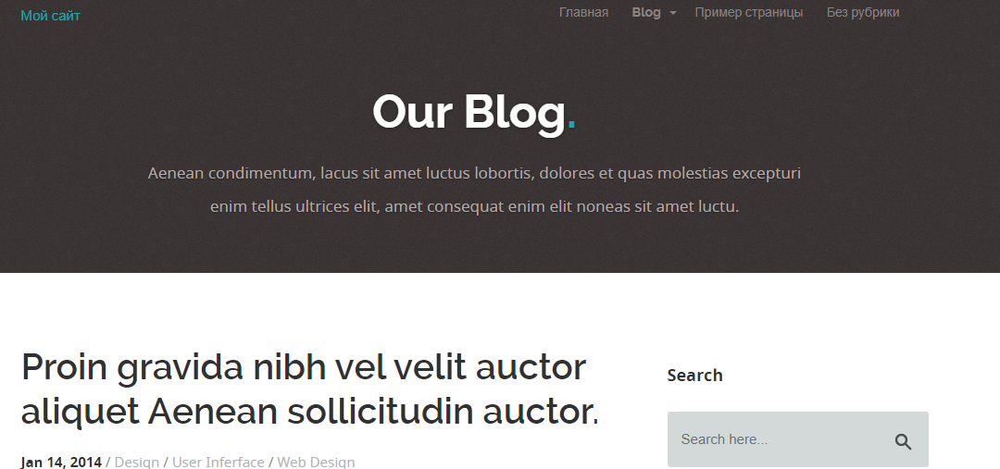 Мой сайт
Главная Blog Пример страницы Без рубрики
Our Blog.
Aenean condimentum, lacus sit amet luctus lobortis, dolores et quas molestias excepturi
enim tellus ultrices elit, amet consequat enim elit noneas sit amet luctu.
Proin gravida nibh vel velit auctor
aliquet Aenean sollicitudin auctor.
Jan 14, 2014 / Design / User Inferface / Web Design
Search
Search here...